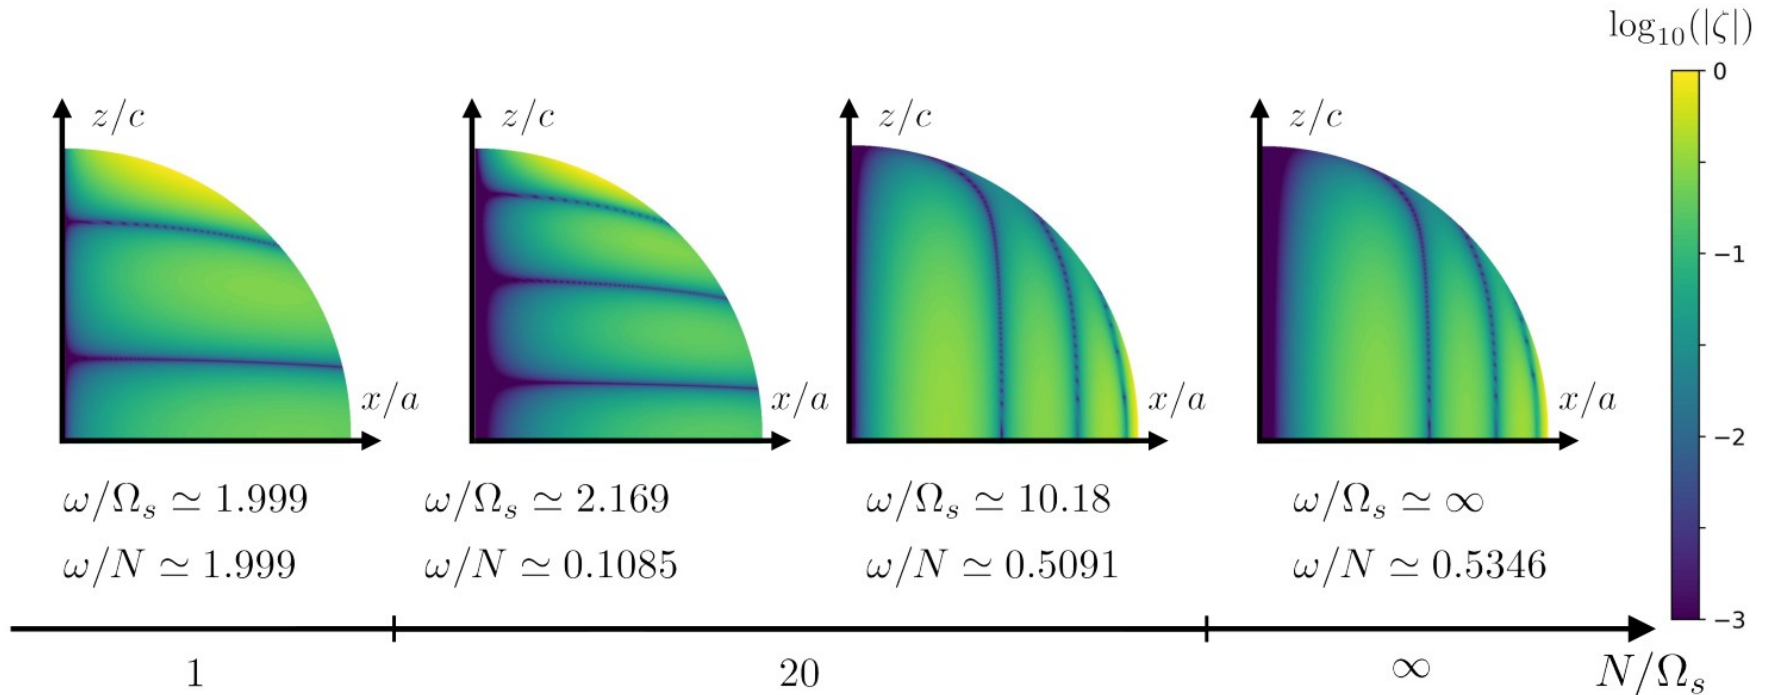 log₁₀(|ζ|)
0
−1
−2
−3
z/c
x/a
ω/Ωₛ ≃ 1.999
ω/N ≃ 1.999
z/c
x/a
ω/Ωₛ ≃ 2.169
ω/N ≃ 0.1085
z/c
x/a
ω/Ωₛ ≃ 10.18
ω/N ≃ 0.5091
z/c
x/a
ω/Ωₛ ≃ ∞
ω/N ≃ 0.5346
1
20
∞
N/Ωₛ